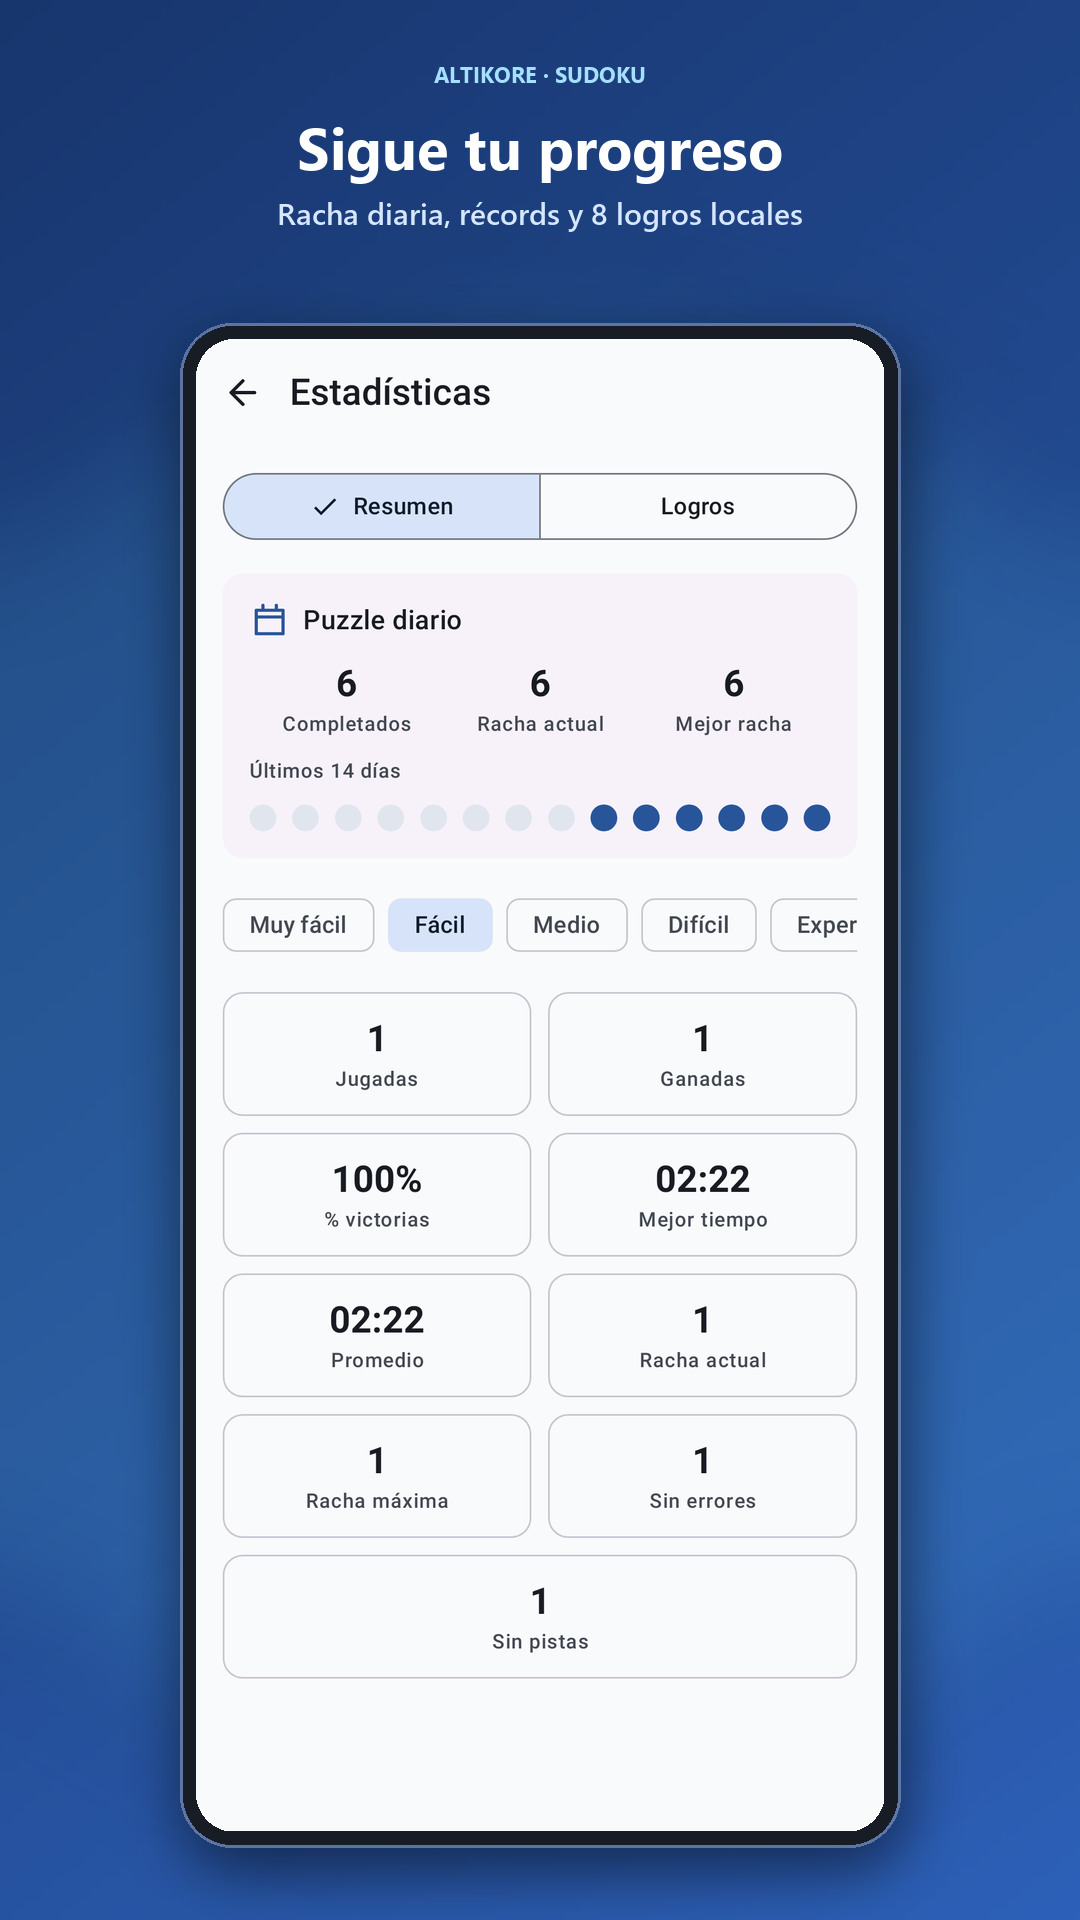 ALTIKORE · SUDOKU
Sigue tu progreso
Racha diaria, récords y 8 logros locales
Estadísticas
Resumen Logros
Puzzle diario
6 6 6
Completados Racha actual Mejor racha
Últimos 14 días
Muy fácil Fácil Medio Difícil Exper
1 1
Jugadas Ganadas
100% 02:22
% victorias Mejor tiempo
02:22 1
Promedio Racha actual
1 1
Racha máxima Sin errores
1
Sin pistas